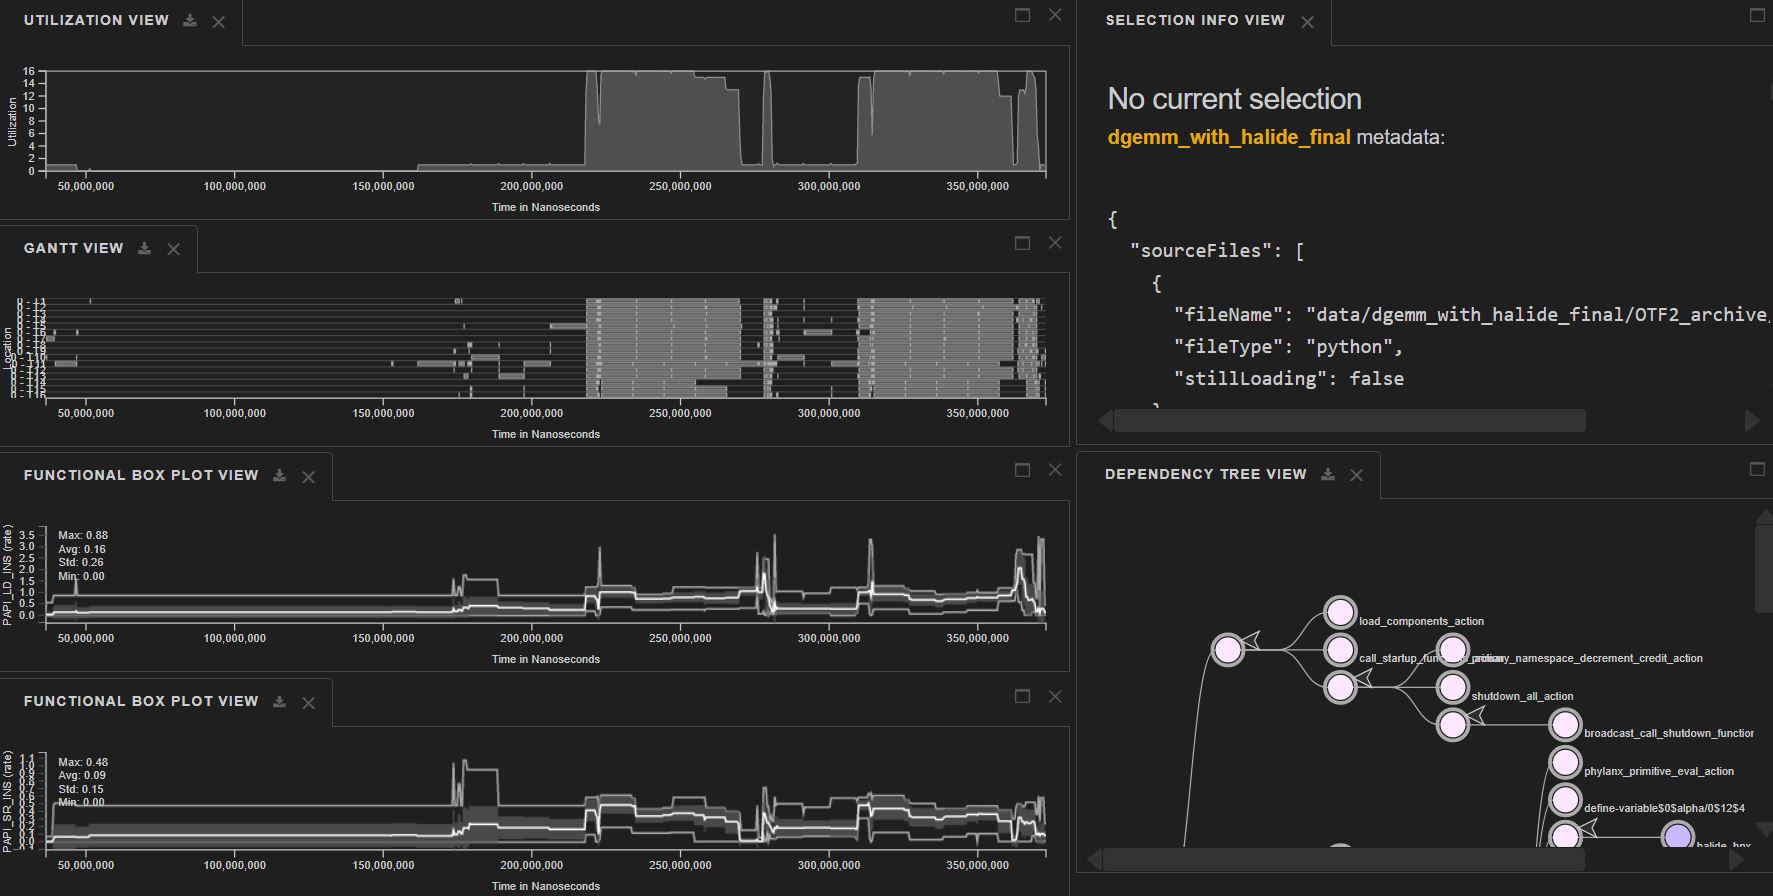 UTILIZATION VIEW
16
14
12
10
8
6
4
2
0
Utilization
50,000,000 100,000,000 150,000,000 200,000,000 250,000,000 300,000,000 350,000,000
Time in Nanoseconds
GANTT VIEW
Location
50,000,000 100,000,000 150,000,000 200,000,000 250,000,000 300,000,000 350,000,000
Time in Nanoseconds
FUNCTIONAL BOX PLOT VIEW
PAPI_LD_INS (rate)
3.5
3.0
2.5
2.0
1.5
1.0
0.5
0.0
Max: 0.88
Avg: 0.16
Std: 0.26
Min: 0.00
50,000,000 100,000,000 150,000,000 200,000,000 250,000,000 300,000,000 350,000,000
Time in Nanoseconds
FUNCTIONAL BOX PLOT VIEW
PAPI_SR_INS (rate)
1.1
1.0
0.9
0.8
0.7
0.6
0.5
0.4
0.3
0.2
0.1
0.0
Max: 0.48
Avg: 0.09
Std: 0.15
Min: 0.00
50,000,000 100,000,000 150,000,000 200,000,000 250,000,000 300,000,000 350,000,000
Time in Nanoseconds
SELECTION INFO VIEW
No current selection
dgemm_with_halide_final metadata:
{
"sourceFiles": [
{
"fileName": "data/dgemm_with_halide_final/OTF2_archive
"fileType": "python",
"stillLoading": false
DEPENDENCY TREE VIEW
load_components_action
primary_namespace_decrement_credit_action
shutdown_all_action
broadcast_call_shutdown_function
phylanx_primitive_eval_action
define-variable$0$alpha/0$12$4